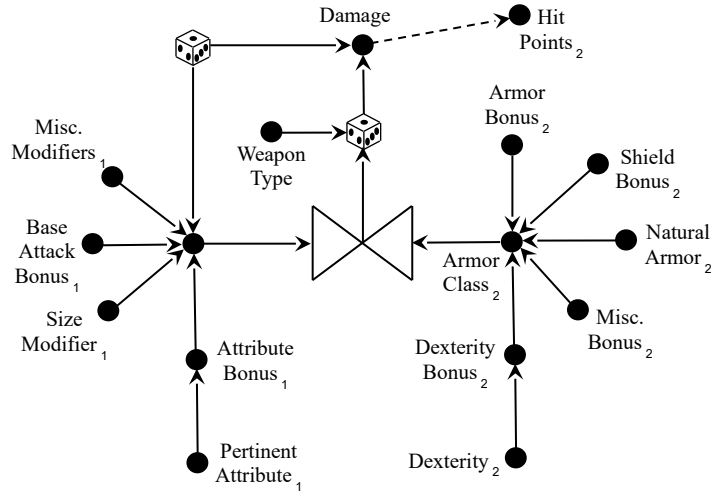 Damage
Hit
Points 2
Armor
Bonus 2
Misc.
Modifiers 1
Weapon
Type
Shield
Bonus 2
Base
Attack
Bonus 1
Natural
Armor 2
Armor
Class 2
Size
Modifier 1
Misc.
Bonus 2
Attribute
Bonus 1
Dexterity
Bonus 2
Pertinent
Attribute 1
Dexterity 2